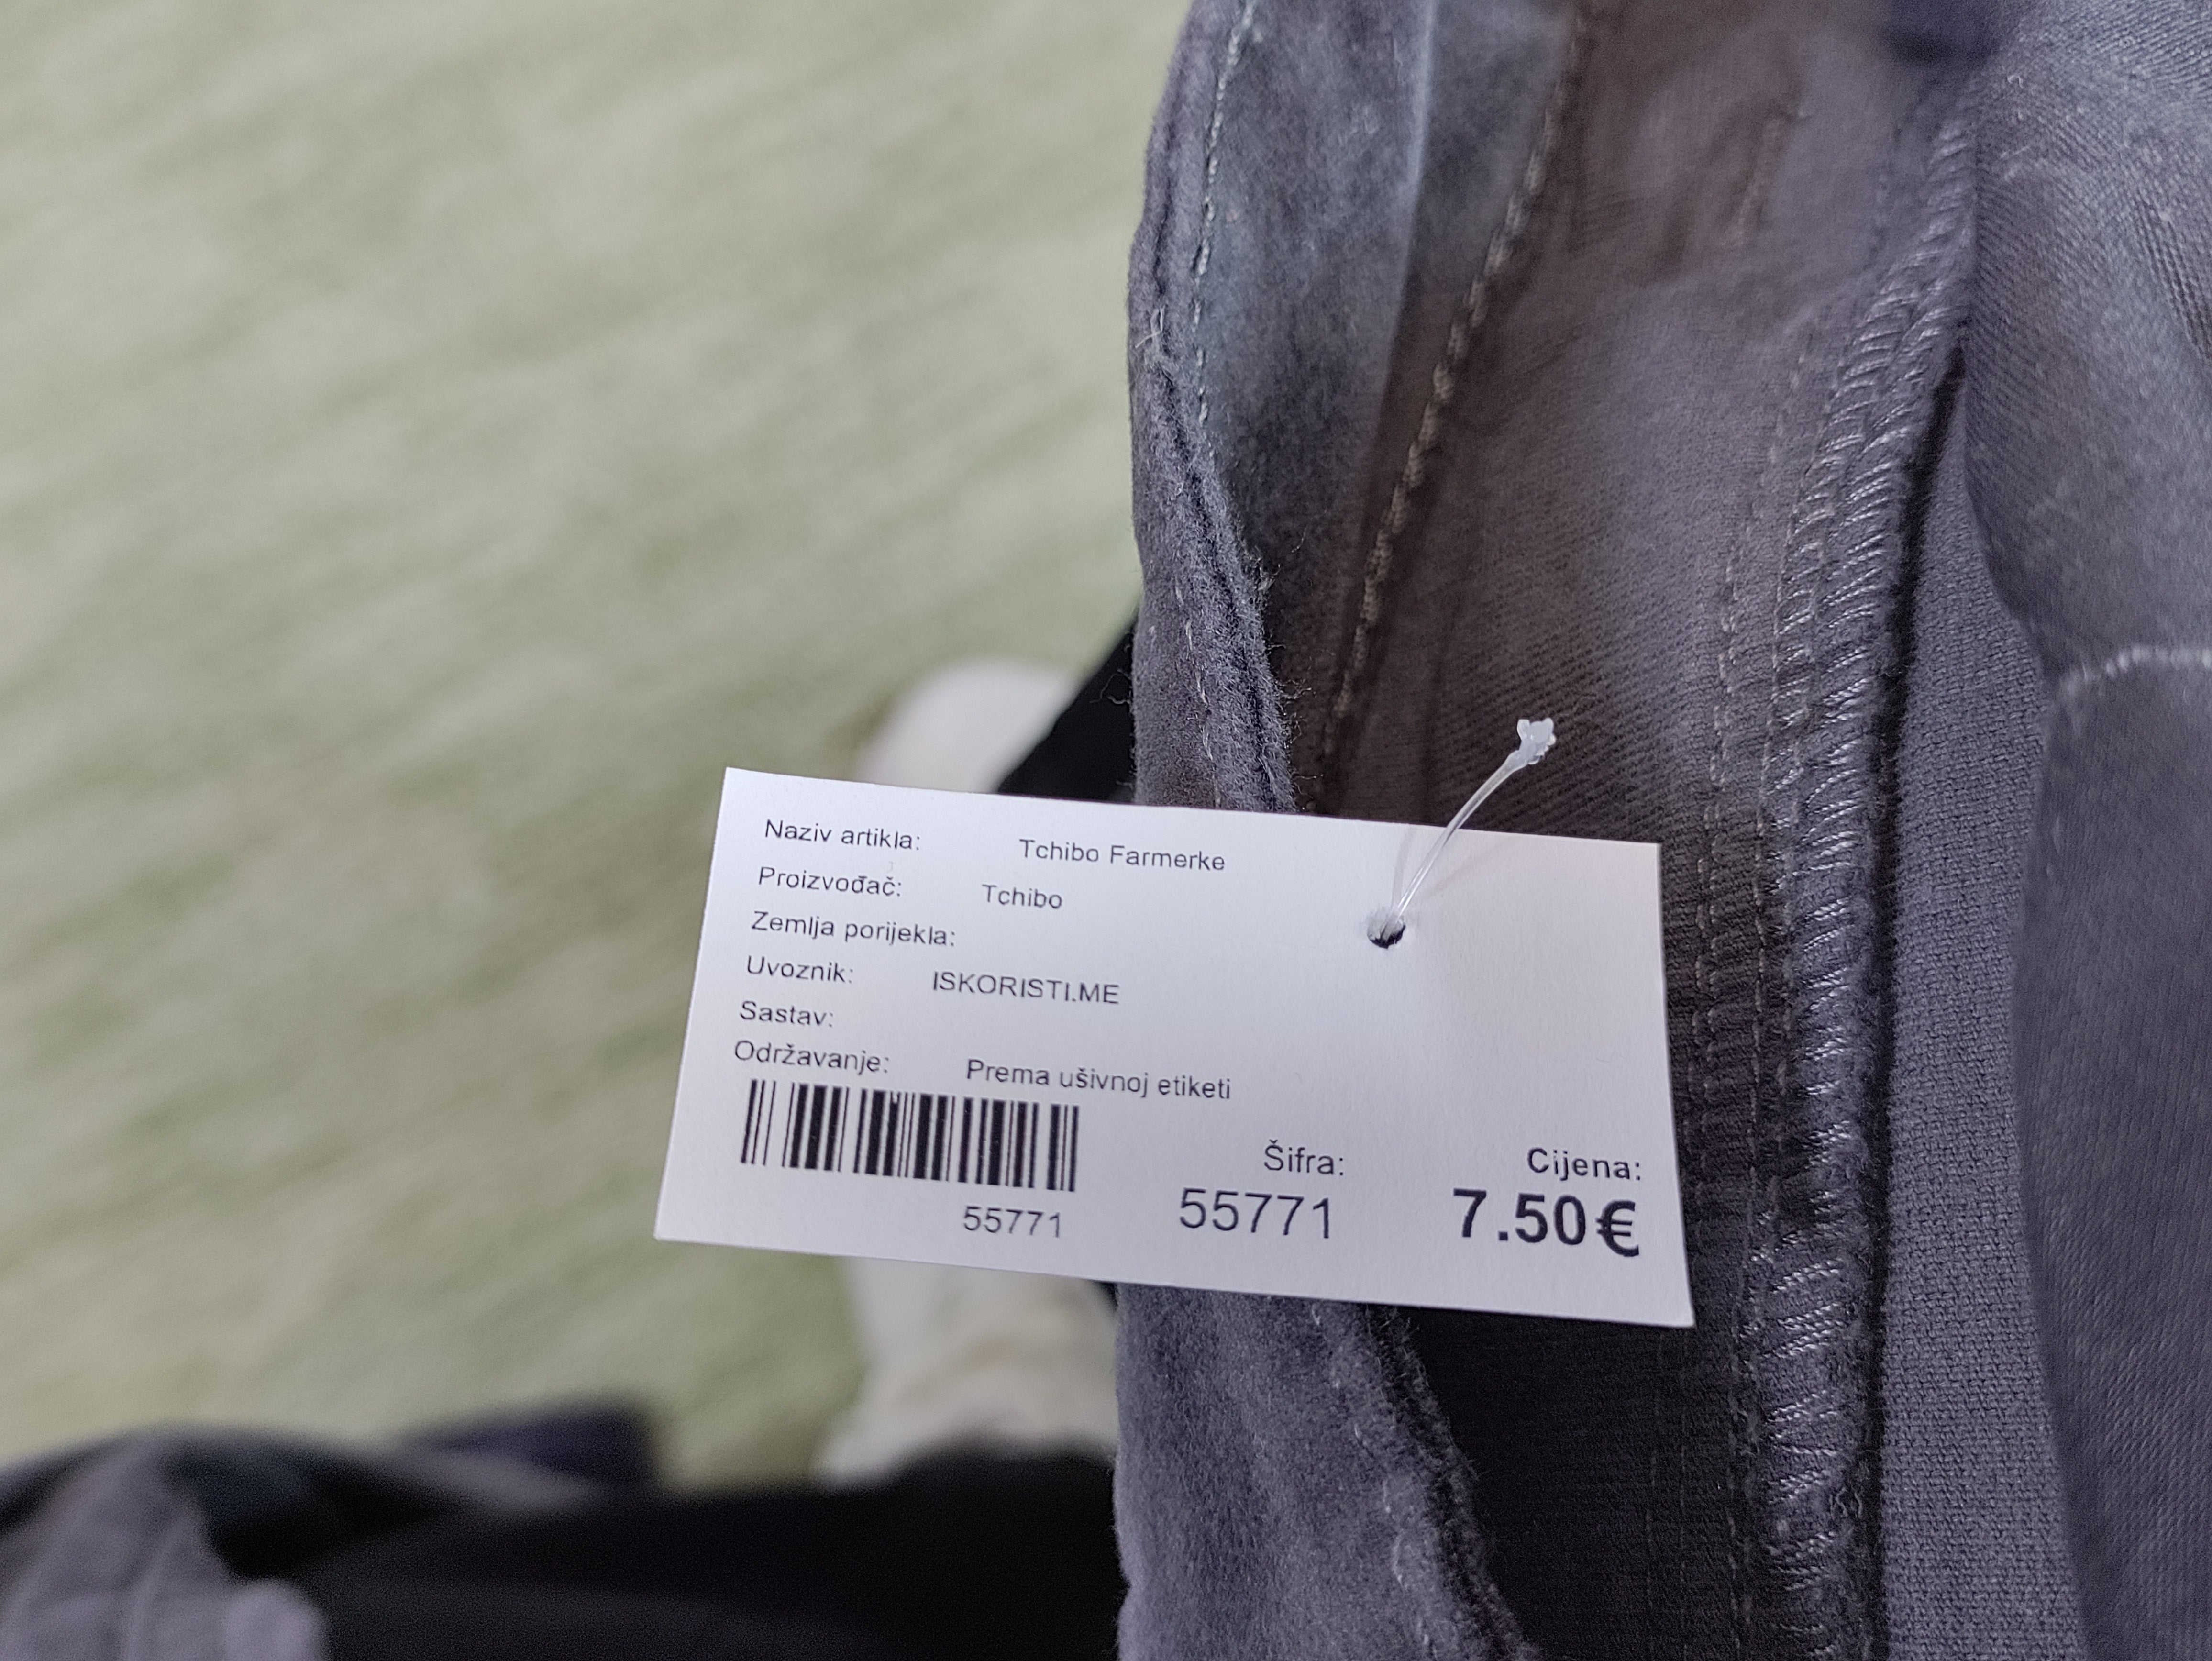 Naziv artikla: Tchibo Farmerke
Proizvođač: Tchibo
Zemlja porijekla:
Uvoznik: ISKORISTI.ME
Sastav:
Održavanje: Prema ušivnoj etiketi
55771
Šifra:
55771
Cijena:
7.50€